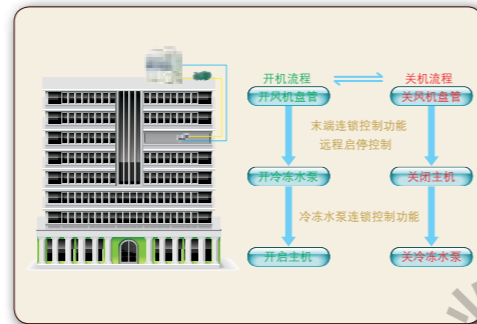 开机流程
关机流程
开风机盘管
关风机盘管
末端连锁控制功能
远程启停控制
开冷冻水泵
关闭主机
冷冻水泵连锁控制功能
开启主机
关冷冻水泵